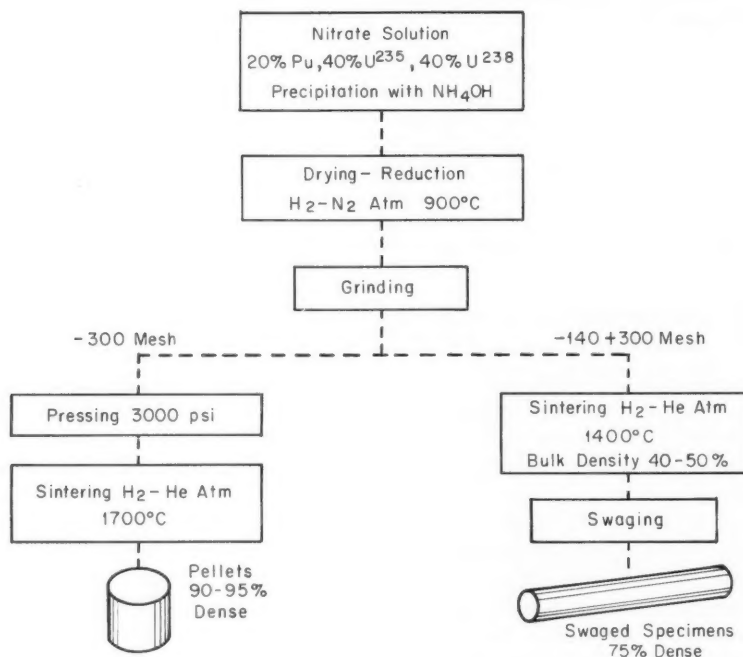 Nitrate Solution
20% Pu, 40% U²³⁵, 40% U²³⁸
Precipitation with NH₄OH
Drying – Reduction
H₂–N₂ Atm 900°C
Grinding
-300 Mesh
-140 +300 Mesh
Pressing 3000 psi
Sintering H₂–He Atm
1700°C
Pellets
90-95%
Dense
Sintering H₂–He Atm
1400°C
Bulk Density 40-50%
Swaging
Swaged Specimens
75% Dense